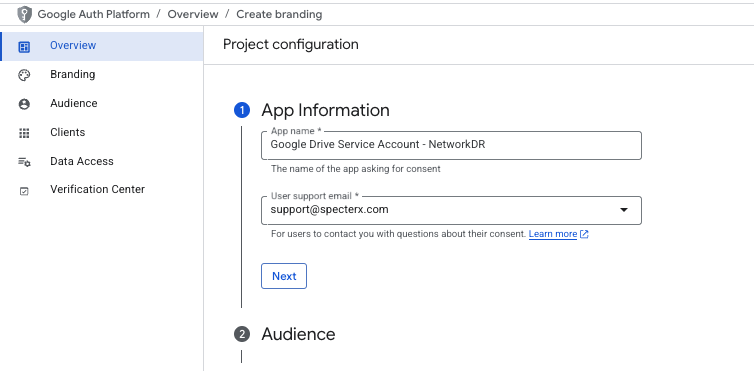 Google Auth Platform / Overview / Create branding
Overview
Branding
Audience
Clients
Data Access
Verification Center
Project configuration
1 App Information
App name *
Google Drive Service Account - NetworkDR
The name of the app asking for consent
User support email *
support@specterx.com
For users to contact you with questions about their consent. Learn more
Next
2 Audience